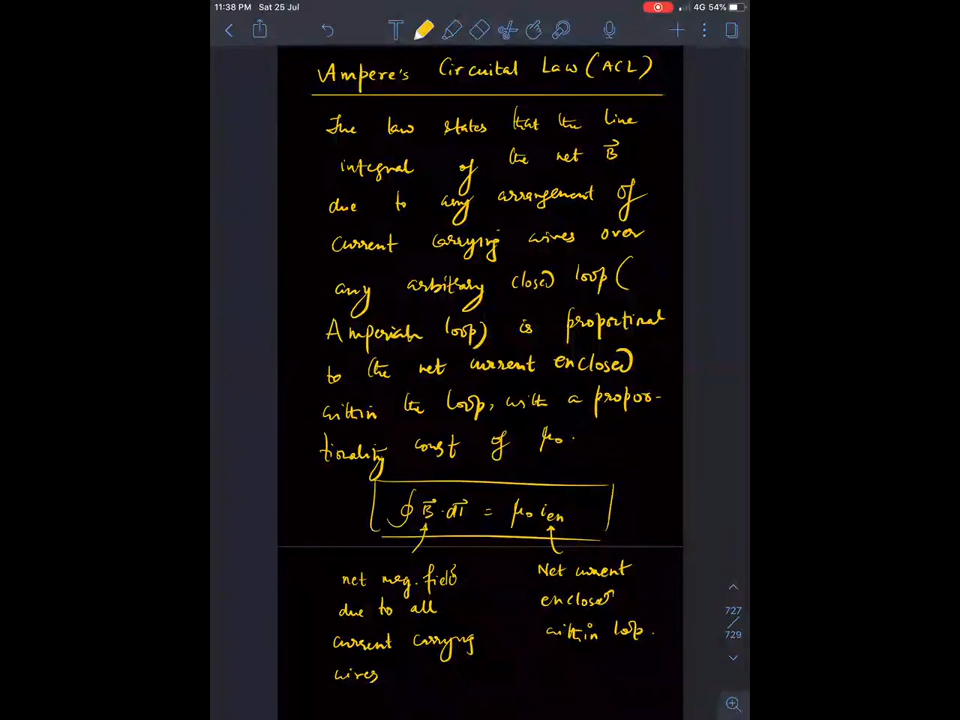 11:38 PM Sat 25 Jul
4G 54%
Ampere's Circuital Law (ACL)
The law states that the line
integral of the net B⃗
due to any arrangement of
current carrying wires over
any arbitrary closed loop (
Amperian loop) is proportinal
to the net current enclosed
within the loop, with a propor-
tionality const of μ₀.
∮ B⃗ · dl⃗ = μ₀ i_en
net mag. field
due to all
current carrying
wires
Net current
enclosed
within loop.
727
729